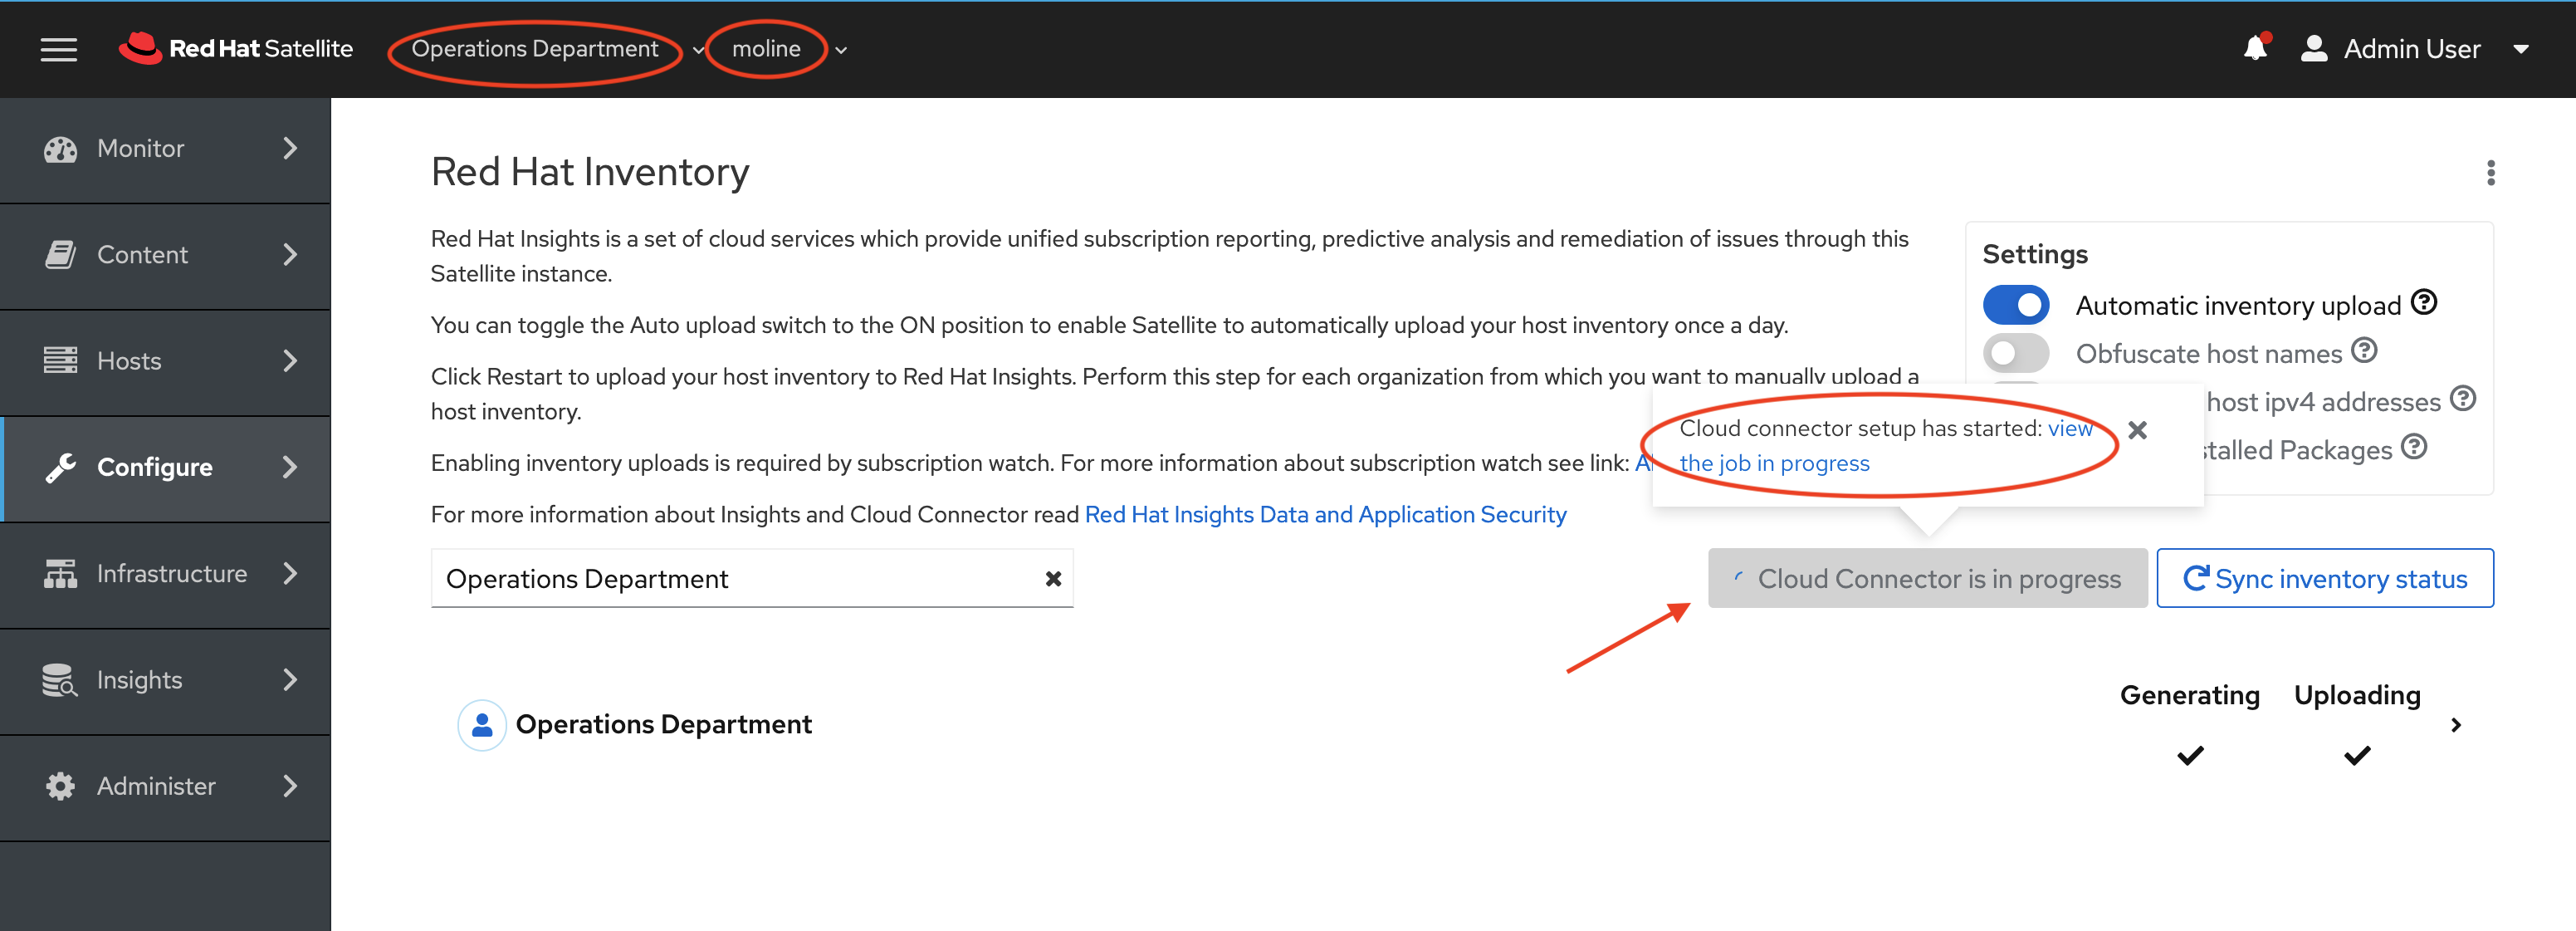 Red Hat Satellite
Operations Department
moline
Admin User
Monitor
Content
Hosts
Configure
Infrastructure
Insights
Administer
Red Hat Inventory
Red Hat Insights is a set of cloud services which provide unified subscription reporting, predictive analysis and remediation of issues through this
Satellite instance.
You can toggle the Auto upload switch to the ON position to enable Satellite to automatically upload your host inventory once a day.
Click Restart to upload your host inventory to Red Hat Insights. Perform this step for each organization from which you want to manually upload a
host inventory.
Enabling inventory uploads is required by subscription watch. For more information about subscription watch see link:
For more information about Insights and Cloud Connector read Red Hat Insights Data and Application Security
Settings
Automatic inventory upload
Obfuscate host names
host ipv4 addresses
Packages
Cloud connector setup has started: view
the job in progress
Operations Department
Cloud Connector is in progress
Sync inventory status
Operations Department
Generating
Uploading